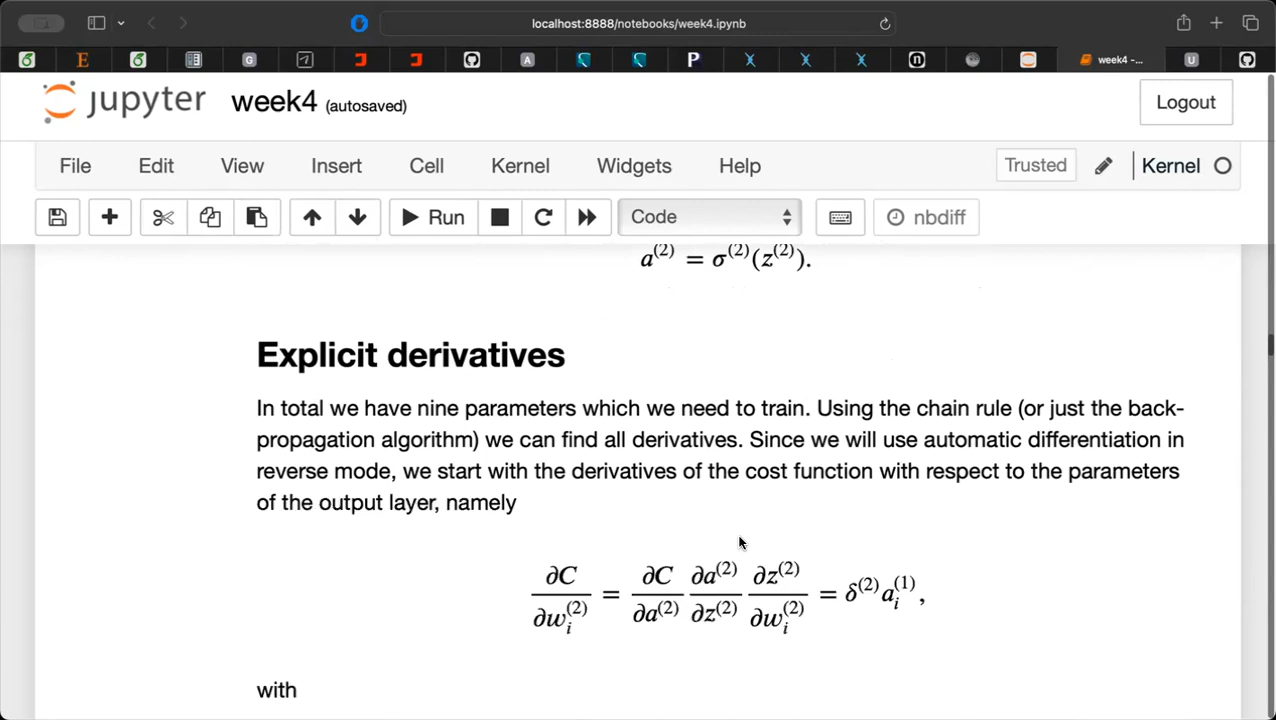 localhost:8888/notebooks/week4.ipynb
week4 -...
jupyter week4 (autosaved)
Logout
File Edit View Insert Cell Kernel Widgets Help
Trusted
Kernel
Run
Code
nbdiff
a^{(2)} = σ^{(2)}(z^{(2)}).
Explicit derivatives
In total we have nine parameters which we need to train. Using the chain rule (or just the back-
propagation algorithm) we can find all derivatives. Since we will use automatic differentiation in
reverse mode, we start with the derivatives of the cost function with respect to the parameters
of the output layer, namely
∂C/∂w_i^{(2)} = ∂C/∂a^{(2)} ∂a^{(2)}/∂z^{(2)} ∂z^{(2)}/∂w_i^{(2)} = δ^{(2)} a_i^{(1)},
with